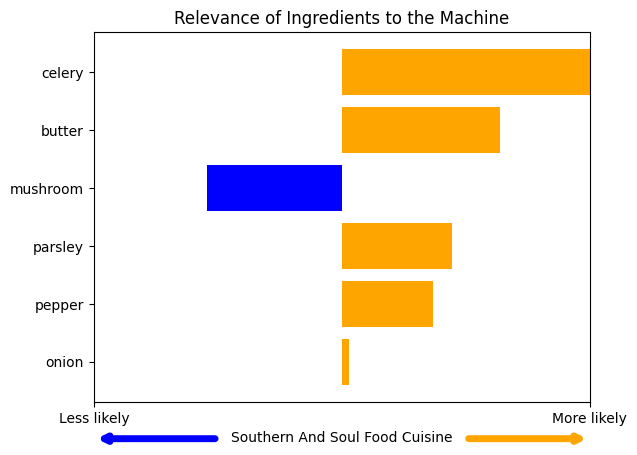 Relevance of Ingredients to the Machine
celery
butter
mushroom
parsley
pepper
onion
Less likely
More likely
Southern And Soul Food Cuisine